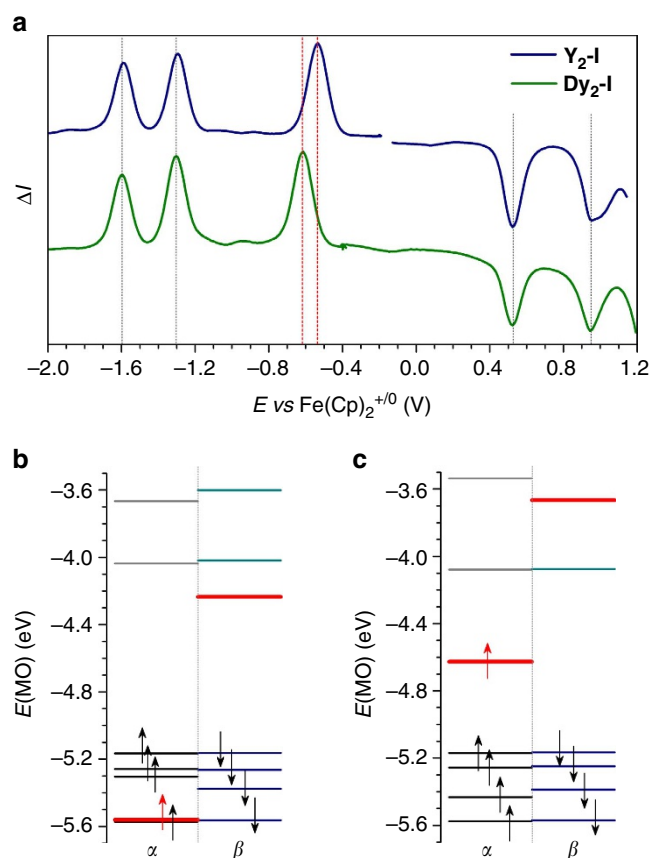 a
Y₂-I
Dy₂-I
ΔI
−2.0 −1.6 −1.2 −0.8 −0.4 0.0 0.4 0.8 1.2
E vs Fe(Cp)₂⁺/⁰ (V)
b
c
−3.6
−4.0
−4.4
−4.8
−5.2
−5.6
E(MO) (eV)
α β
−3.6
−4.0
−4.4
−4.8
−5.2
−5.6
E(MO) (eV)
α β